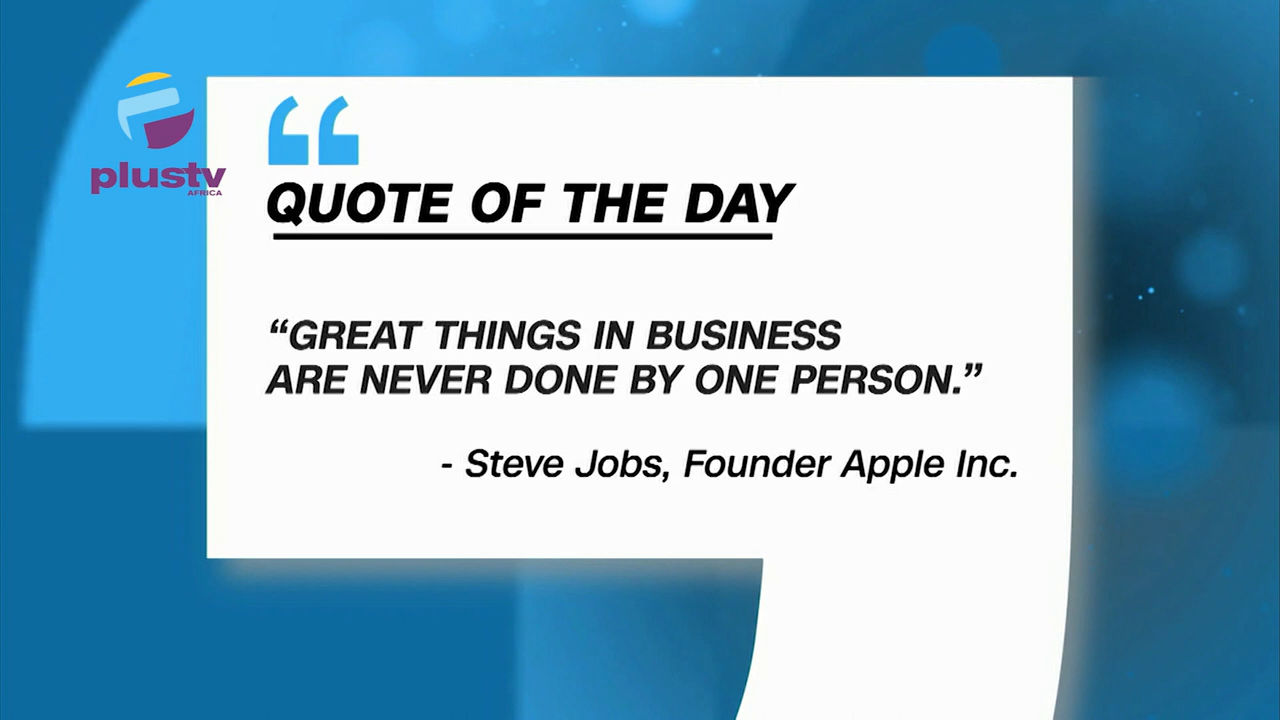 plustv
AFRICA
QUOTE OF THE DAY
“GREAT THINGS IN BUSINESS
ARE NEVER DONE BY ONE PERSON.”
- Steve Jobs, Founder Apple Inc.